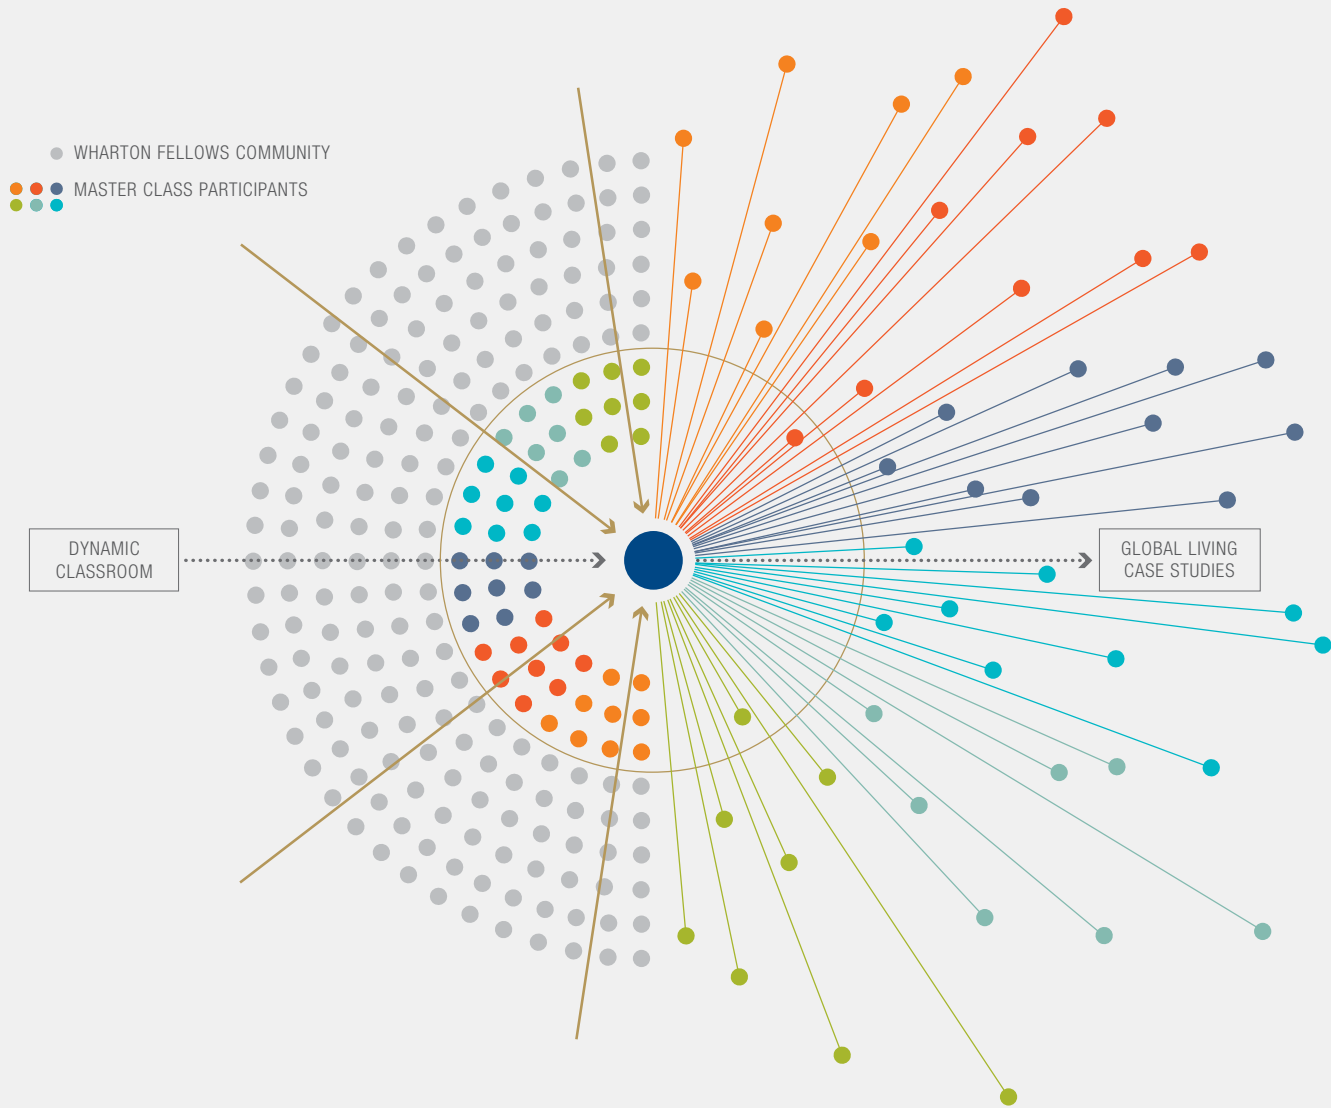 WHARTON FELLOWS COMMUNITY
MASTER CLASS PARTICIPANTS
DYNAMIC
CLASSROOM
GLOBAL LIVING
CASE STUDIES